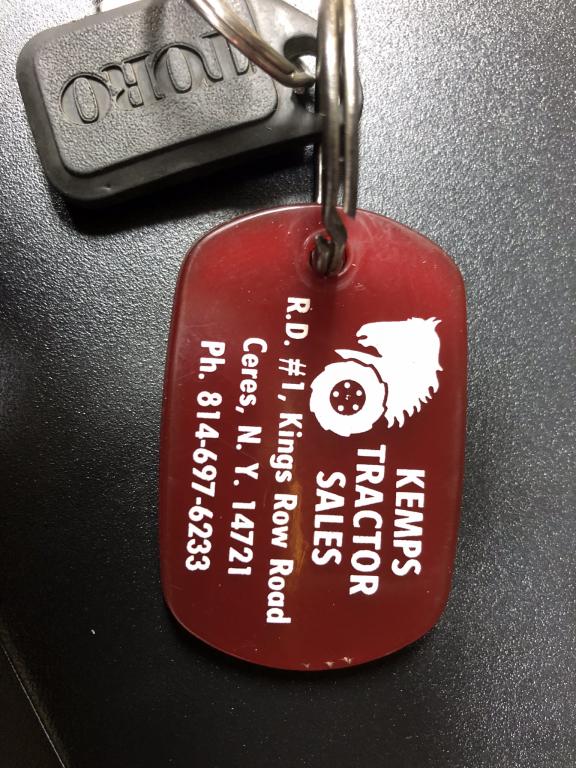 TORO
KEMPS
TRACTOR
SALES
R.D. #1, Kings Row Road
Ceres, N. Y. 14721
Ph. 814-697-6233